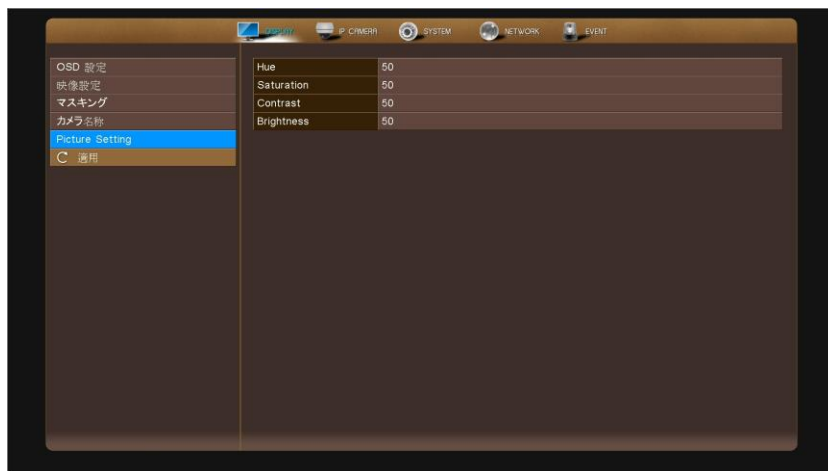 DISPLAY IP CAMERA SYSTEM NETWORK EVENT
OSD 設定
映像設定
マスキング
カメラ名称
Picture Setting
適用
Hue 50
Saturation 50
Contrast 50
Brightness 50